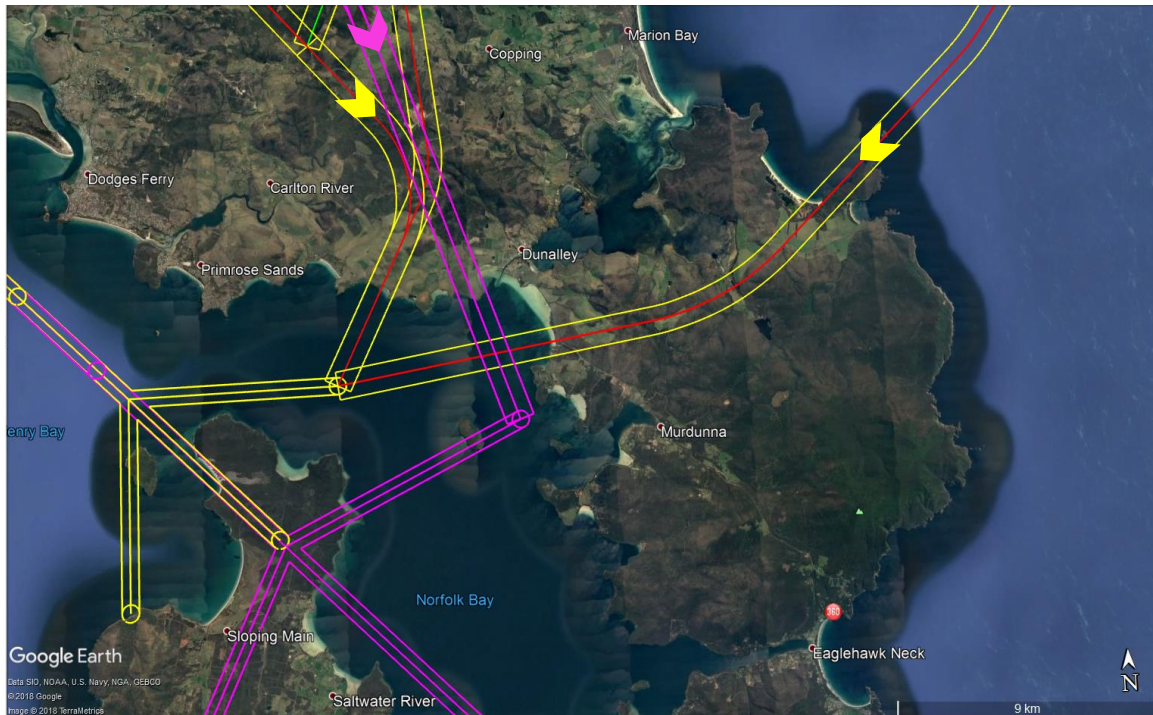 Marion Bay
Copping
Dodges Ferry
Carlton River
Dunalley
Primrose Sands
enry Bay
Murdunna
Norfolk Bay
360
Sloping Main
Eaglehawk Neck
Google Earth
Data SIO, NOAA, U.S. Navy, NGA, GEBCO
© 2018 Google
Image © 2018 TerraMetrics
Saltwater River
N
9 km